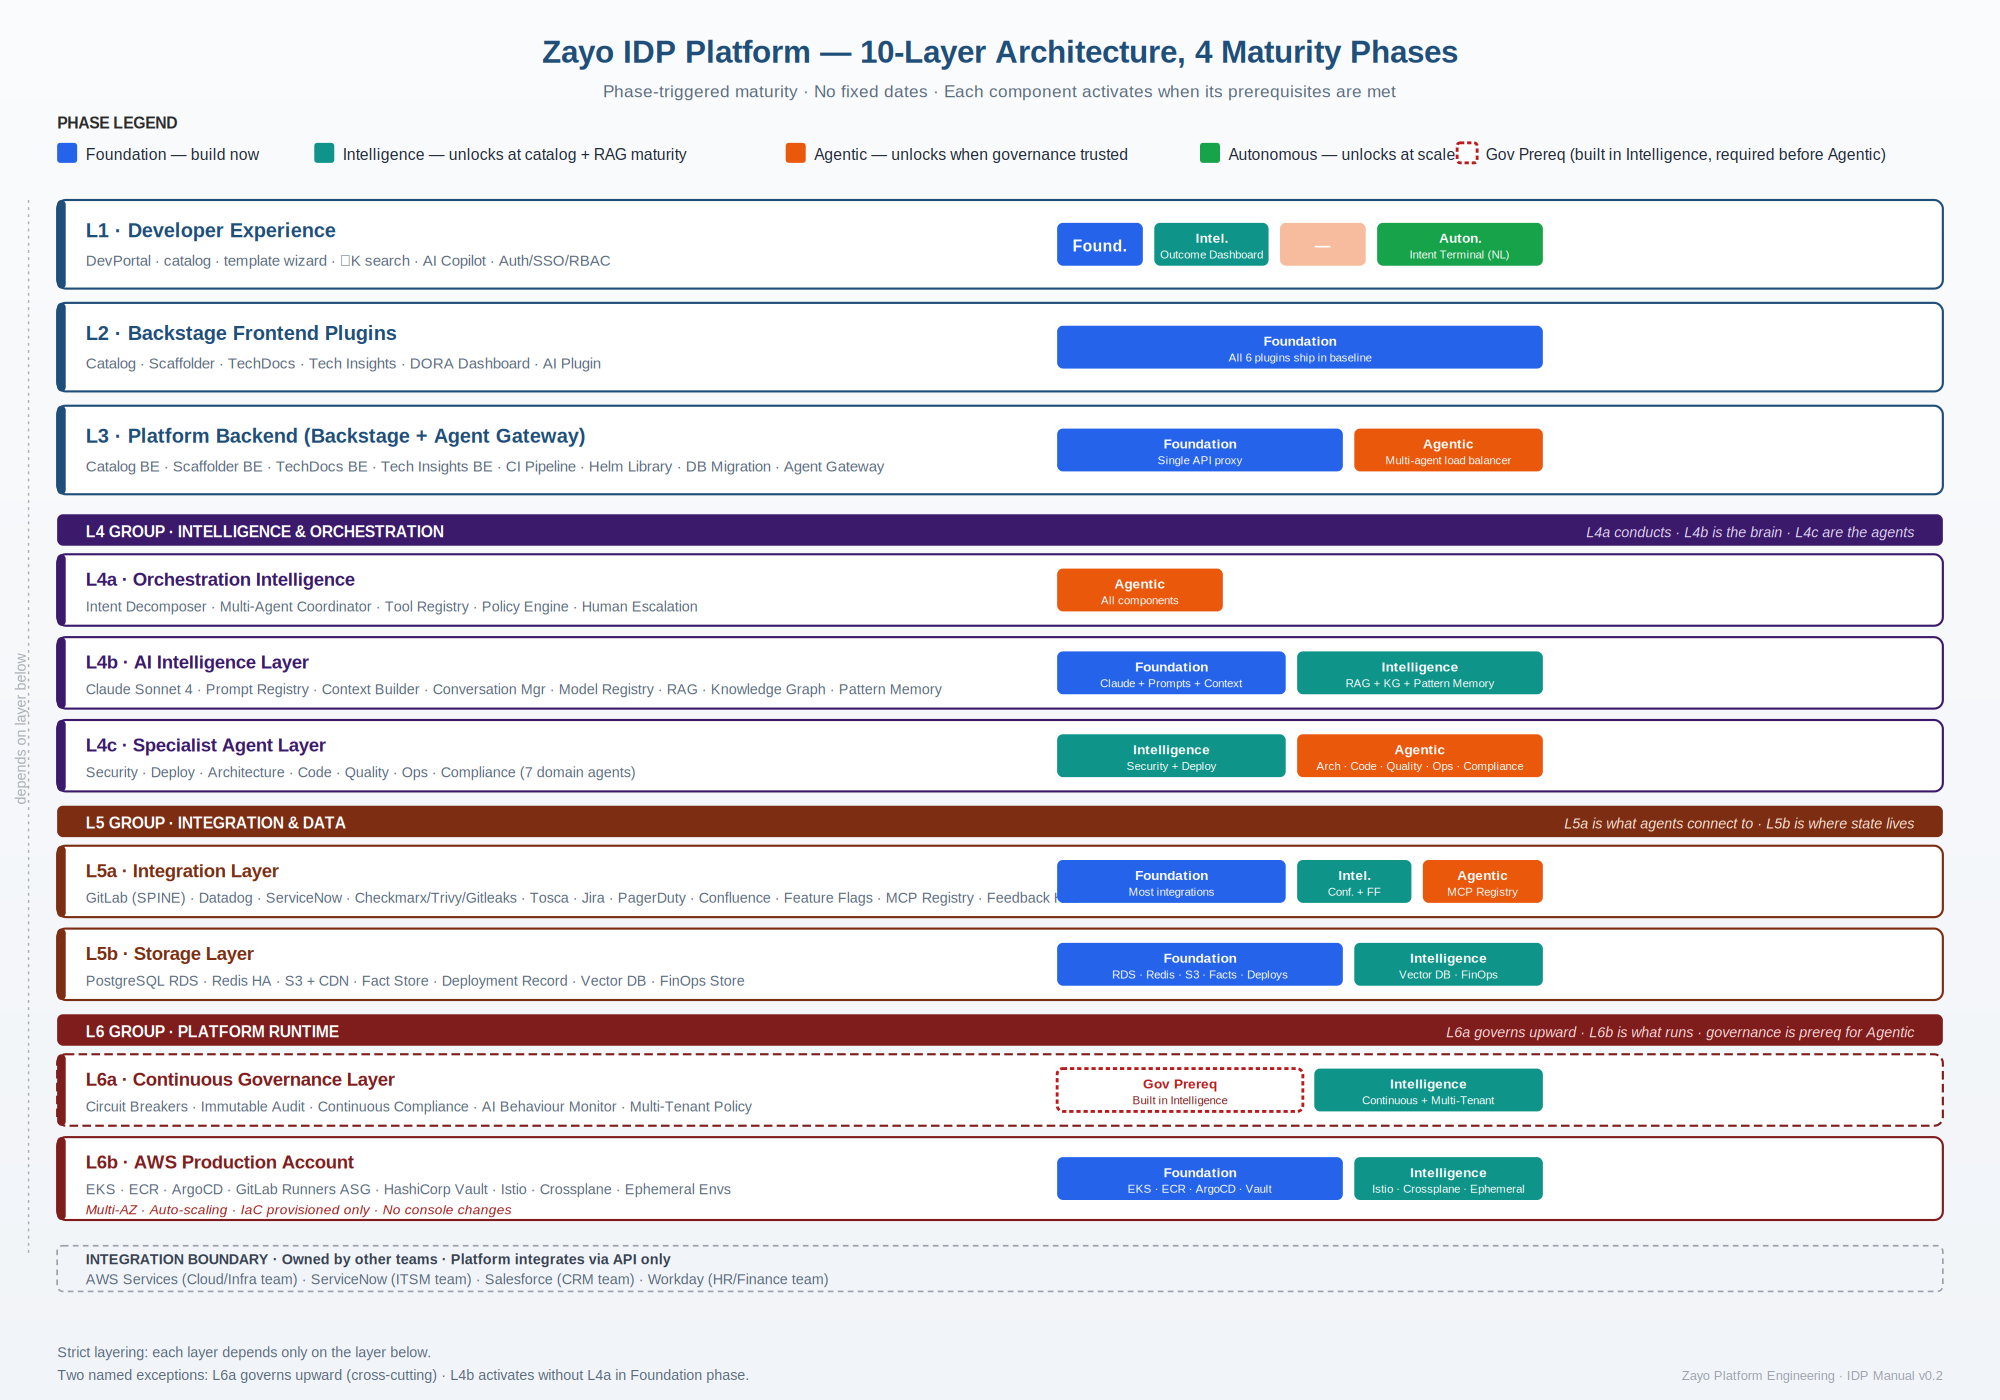 Zayo IDP Platform — 10-Layer Architecture, 4 Maturity Phases
Phase-triggered maturity · No fixed dates · Each component activates when its prerequisites are met
PHASE LEGEND
Foundation — build now
Intelligence — unlocks at catalog + RAG maturity
Agentic — unlocks when governance trusted
Autonomous — unlocks at scale
Gov Prereq (built in Intelligence, required before Agentic)
depends on layer below
L1 · Developer Experience
DevPortal · catalog · template wizard · □K search · AI Copilot · Auth/SSO/RBAC
Found.
Intel.
Outcome Dashboard
—
Auton.
Intent Terminal (NL)
L2 · Backstage Frontend Plugins
Catalog · Scaffolder · TechDocs · Tech Insights · DORA Dashboard · AI Plugin
Foundation
All 6 plugins ship in baseline
L3 · Platform Backend (Backstage + Agent Gateway)
Catalog BE · Scaffolder BE · TechDocs BE · Tech Insights BE · CI Pipeline · Helm Library · DB Migration · Agent Gateway
Foundation
Single API proxy
Agentic
Multi-agent load balancer
L4 GROUP · INTELLIGENCE & ORCHESTRATION
L4a conducts · L4b is the brain · L4c are the agents
L4a · Orchestration Intelligence
Intent Decomposer · Multi-Agent Coordinator · Tool Registry · Policy Engine · Human Escalation
Agentic
All components
L4b · AI Intelligence Layer
Claude Sonnet 4 · Prompt Registry · Context Builder · Conversation Mgr · Model Registry · RAG · Knowledge Graph · Pattern Memory
Foundation
Claude + Prompts + Context
Intelligence
RAG + KG + Pattern Memory
L4c · Specialist Agent Layer
Security · Deploy · Architecture · Code · Quality · Ops · Compliance (7 domain agents)
Intelligence
Security + Deploy
Agentic
Arch · Code · Quality · Ops · Compliance
L5 GROUP · INTEGRATION & DATA
L5a is what agents connect to · L5b is where state lives
L5a · Integration Layer
GitLab (SPINE) · Datadog · ServiceNow · Checkmarx/Trivy/Gitleaks · Tosca · Jira · PagerDuty · Confluence · Feature Flags · MCP Registry · Feedback
Foundation
Most integrations
Intel.
Conf. + FF
Agentic
MCP Registry
L5b · Storage Layer
PostgreSQL RDS · Redis HA · S3 + CDN · Fact Store · Deployment Record · Vector DB · FinOps Store
Foundation
RDS · Redis · S3 · Facts · Deploys
Intelligence
Vector DB · FinOps
L6 GROUP · PLATFORM RUNTIME
L6a governs upward · L6b is what runs · governance is prereq for Agentic
L6a · Continuous Governance Layer
Circuit Breakers · Immutable Audit · Continuous Compliance · AI Behaviour Monitor · Multi-Tenant Policy
Gov Prereq
Built in Intelligence
Intelligence
Continuous + Multi-Tenant
L6b · AWS Production Account
EKS · ECR · ArgoCD · GitLab Runners ASG · HashiCorp Vault · Istio · Crossplane · Ephemeral Envs
Multi-AZ · Auto-scaling · IaC provisioned only · No console changes
Foundation
EKS · ECR · ArgoCD · Vault
Intelligence
Istio · Crossplane · Ephemeral
INTEGRATION BOUNDARY · Owned by other teams · Platform integrates via API only
AWS Services (Cloud/Infra team) · ServiceNow (ITSM team) · Salesforce (CRM team) · Workday (HR/Finance team)
Strict layering: each layer depends only on the layer below.
Two named exceptions: L6a governs upward (cross-cutting) · L4b activates without L4a in Foundation phase.
Zayo Platform Engineering · IDP Manual v0.2